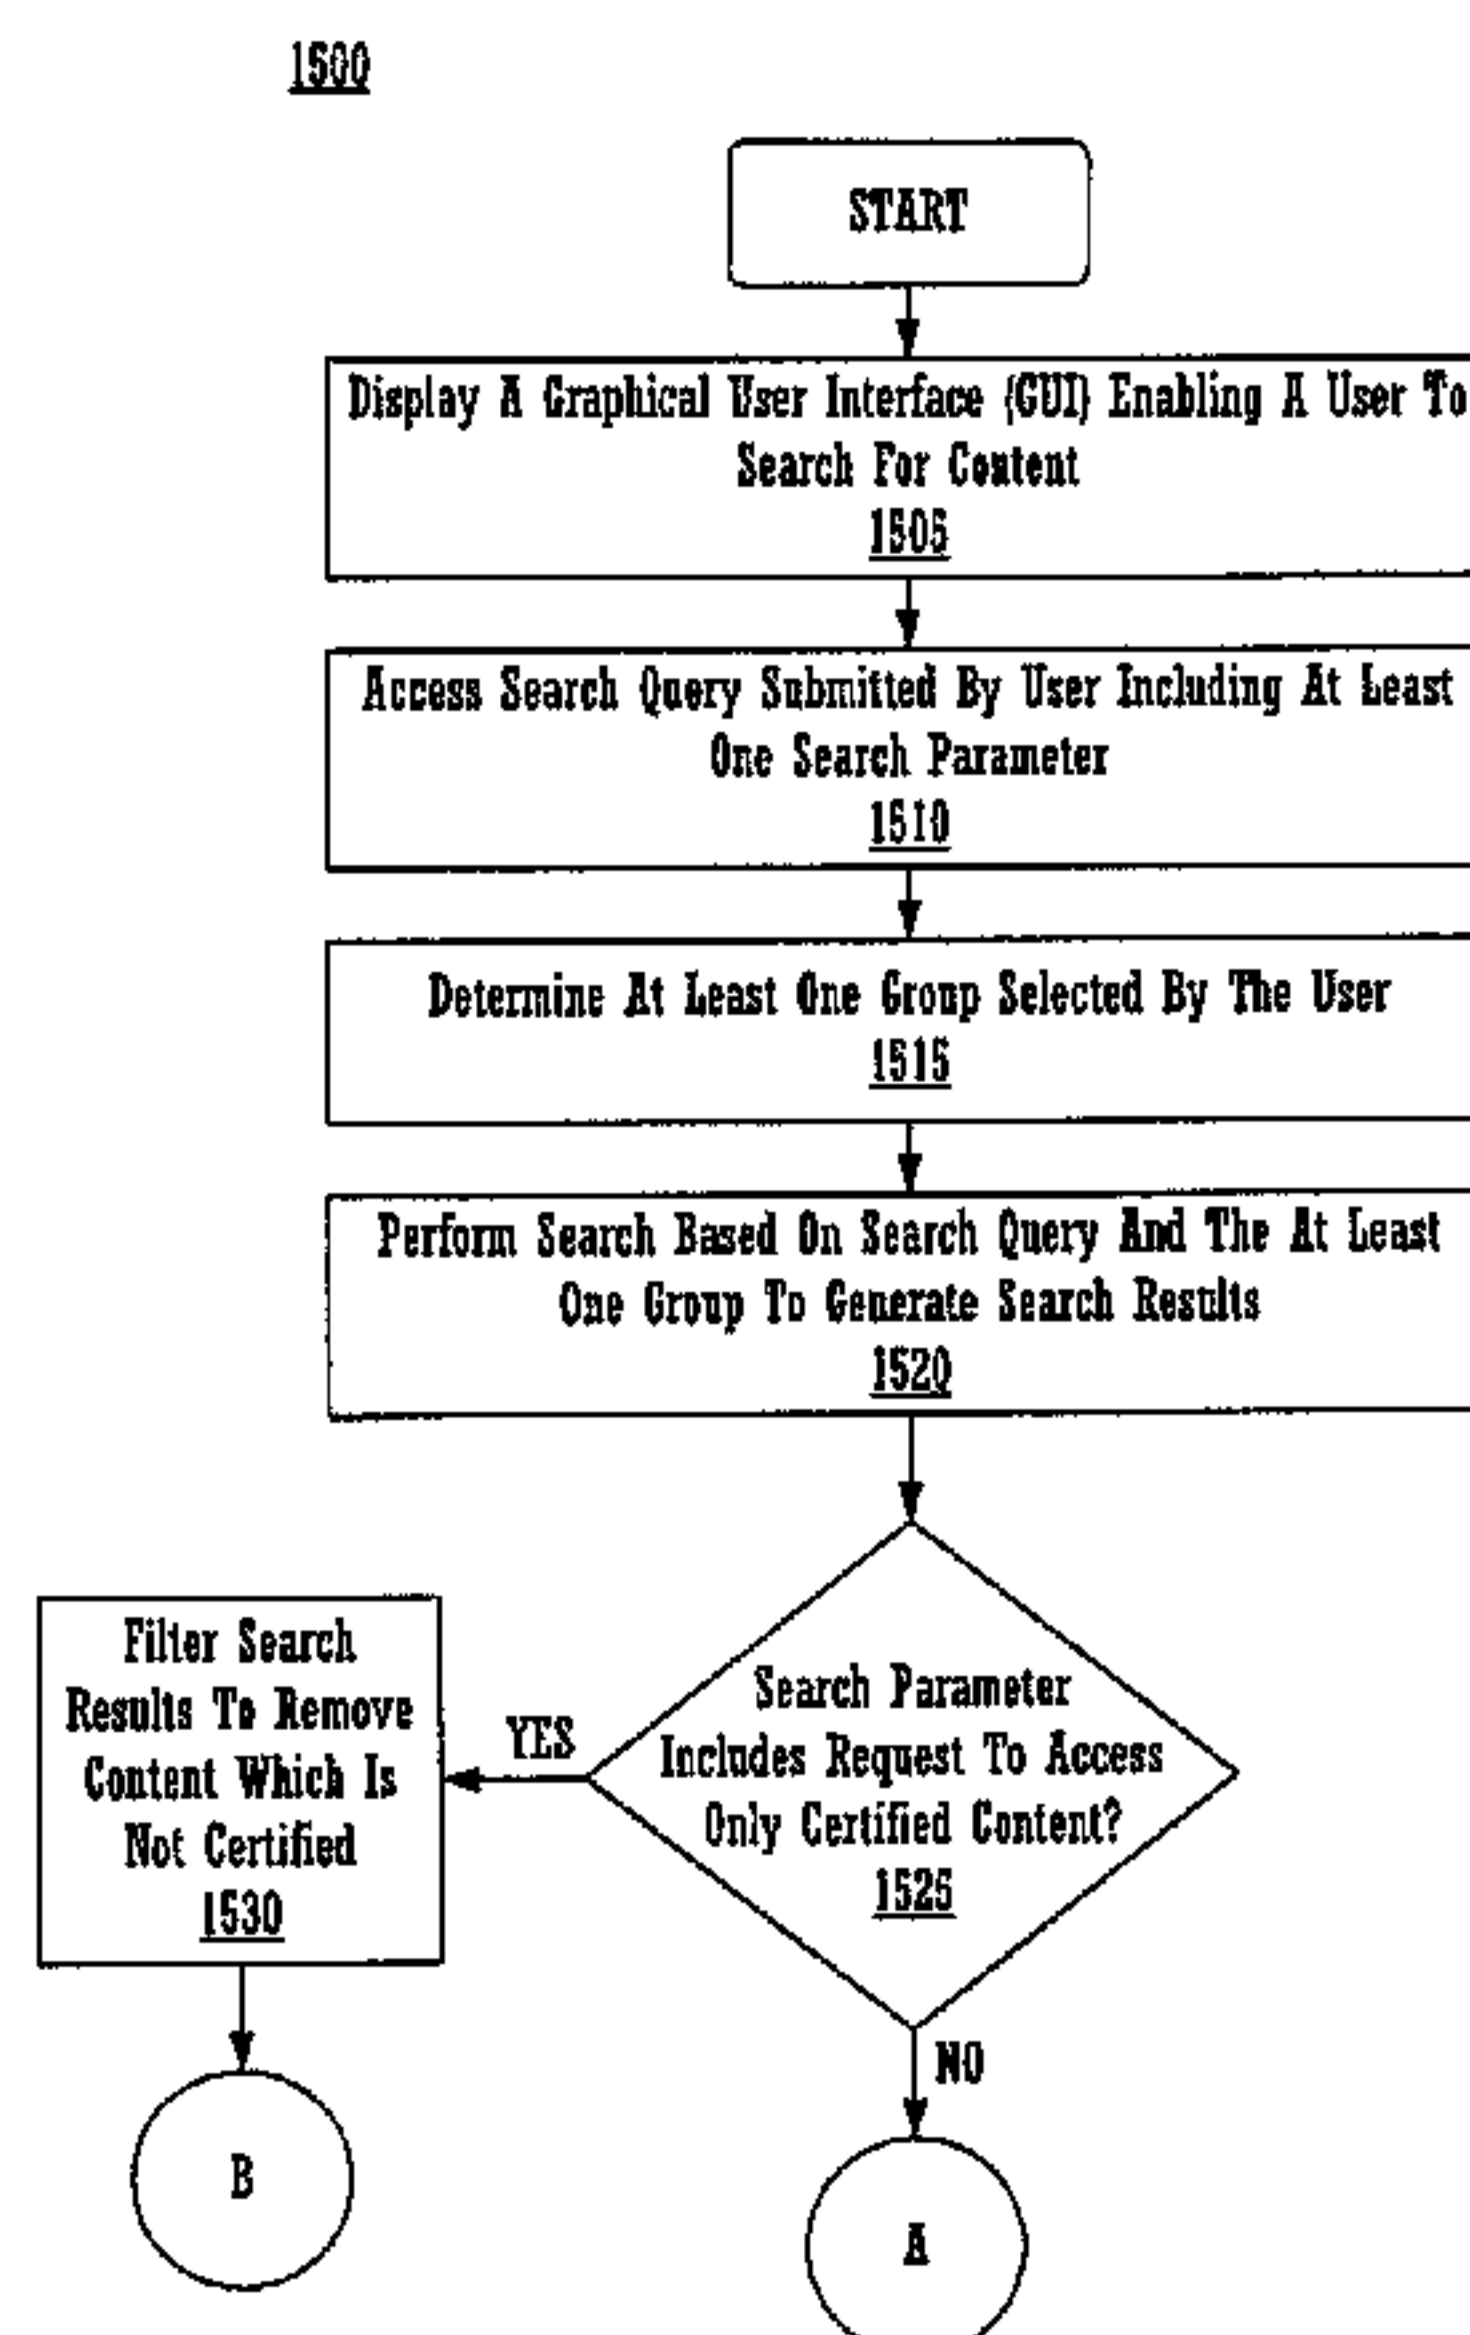 1500
START
Display A Graphical User Interface (GUI) Enabling A User To
Search For Content
1505
Access Search Query Submitted By User Including At Least
One Search Parameter
1510
Determine At Least One Group Selected By The User
1515
Perform Search Based On Search Query And The At Least
One Group To Generate Search Results
1520
Search Parameter
Includes Request To Access
Only Certified Content?
1525
YES
Filter Search
Results To Remove
Content Which Is
Not Certified
1530
NO
B
A